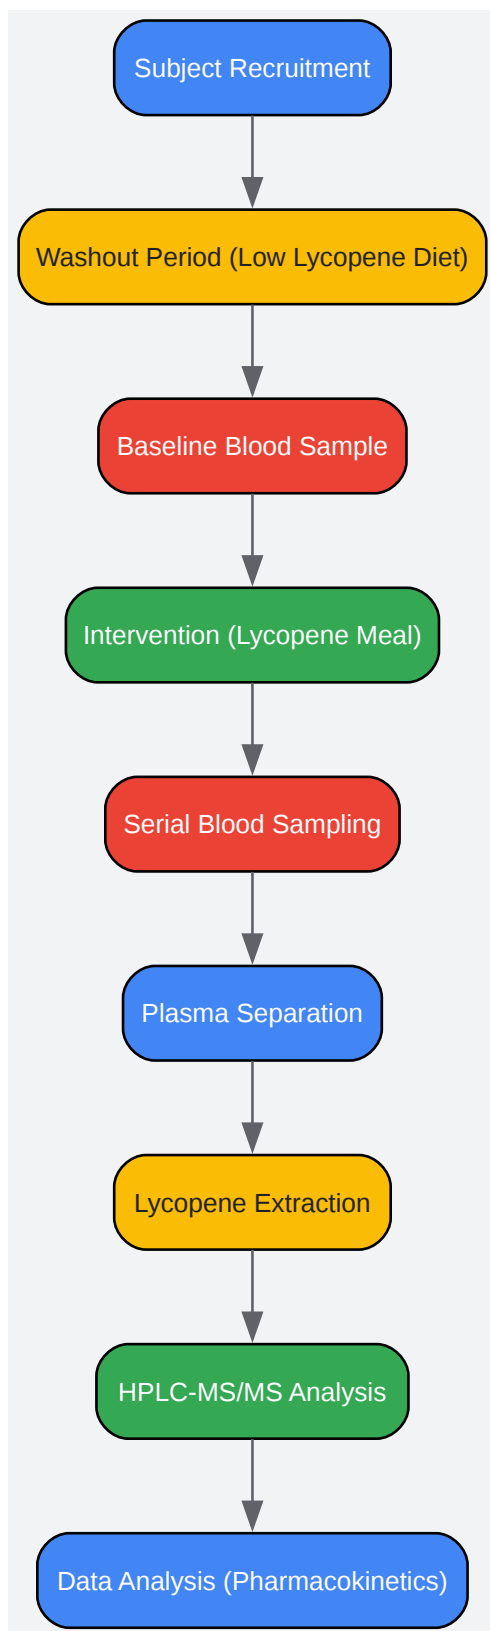 Subject Recruitment
Washout Period (Low Lycopene Diet)
Baseline Blood Sample
Intervention (Lycopene Meal)
Serial Blood Sampling
Plasma Separation
Lycopene Extraction
HPLC-MS/MS Analysis
Data Analysis (Pharmacokinetics)